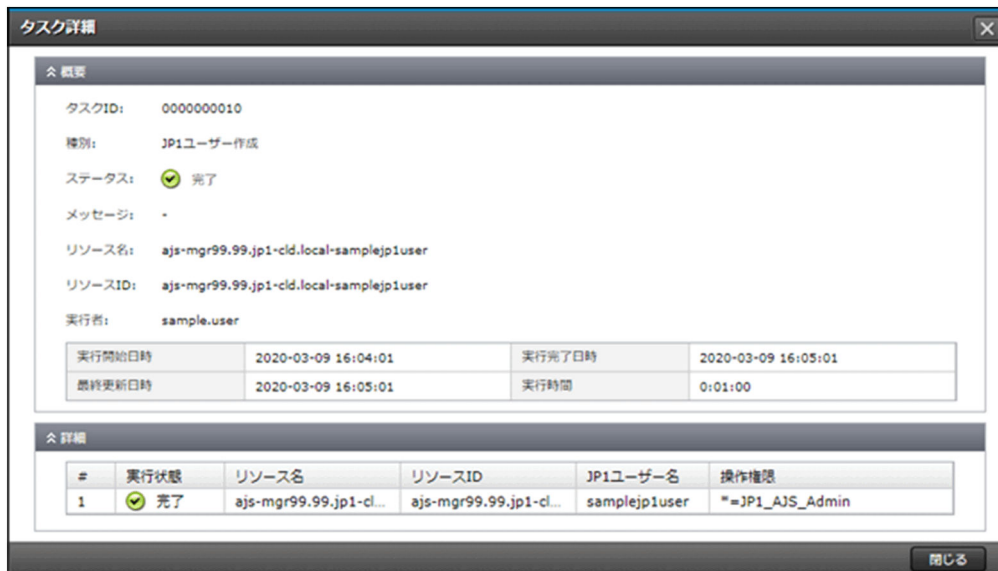 タスク詳細
概要
タスクID: 0000000010
種別: JP1ユーザー作成
ステータス: 完了
メッセージ: -
リソース名: ajs-mgr99.99.jp1-cld.local-samplejp1user
リソースID: ajs-mgr99.99.jp1-cld.local-samplejp1user
実行者: sample.user
実行開始日時 2020-03-09 16:04:01 実行完了日時 2020-03-09 16:05:01
最終更新日時 2020-03-09 16:05:01 実行時間 0:01:00
詳細
# 実行状態 リソース名 リソースID JP1ユーザー名 操作権限
1 完了 ajs-mgr99.99.jp1-cl... ajs-mgr99.99.jp1-cl... samplejp1user *=JP1_AJS_Admin
閉じる